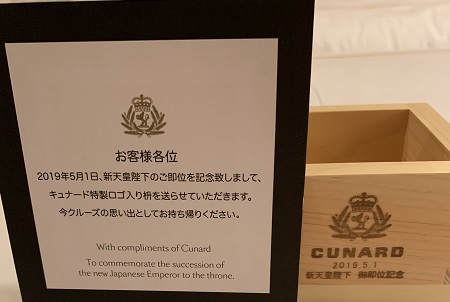 お客様各位
2019年5月1日、新天皇陛下のご即位を記念致しまして、
キュナード特製ロゴ入り枡を送らせていただきます。
今クルーズの思い出としてお持ち帰りください。
With compliments of Cunard
To commemorate the succession of
the new Japanese Emperor to the throne.
CUNARD
2019.5.1
新天皇陛下 御即位記念